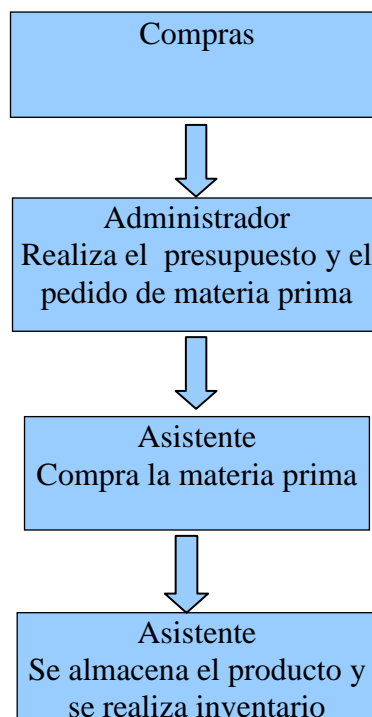 Compras
Administrador
Realiza el presupuesto y el
pedido de materia prima
Asistente
Compra la materia prima
Asistente
Se almacena el producto y
se realiza inventario